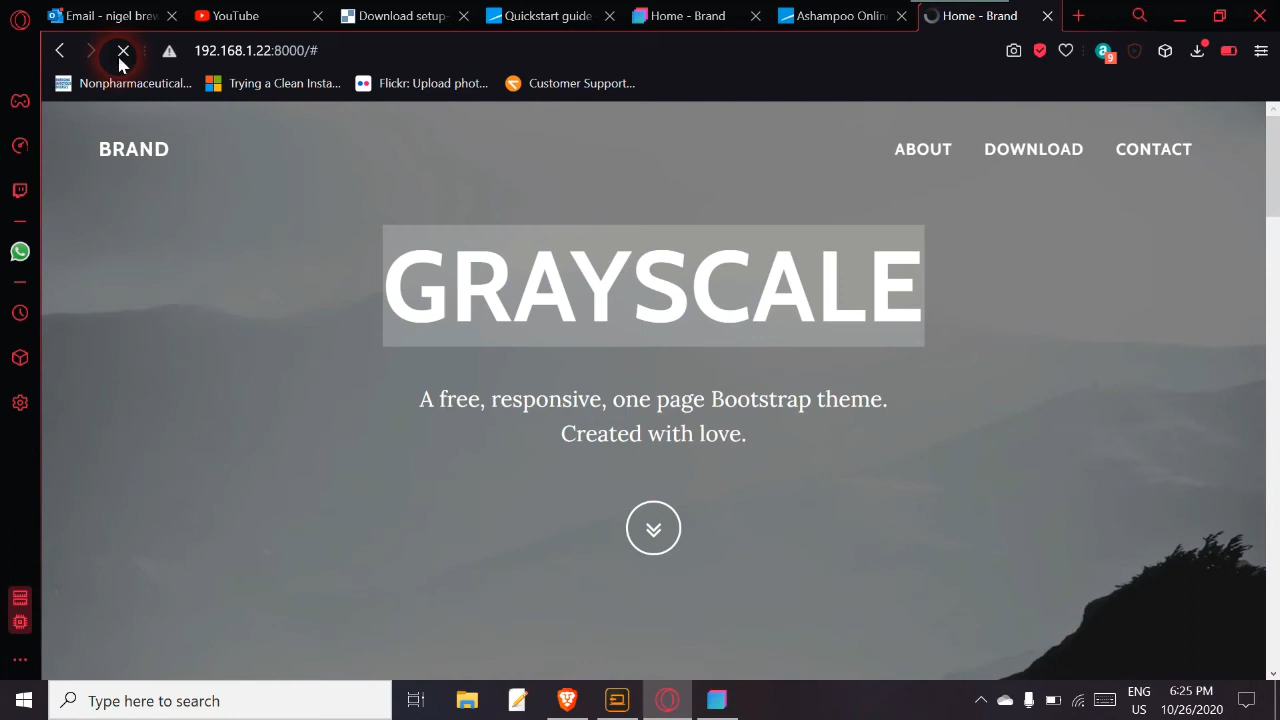 Email - nigel brew
YouTube
Download setup-
Quickstart guide
Home - Brand
Ashampoo Onlin
Home - Brand
192.168.1.22:8000/#
9
Nonpharmaceutical...
Trying a Clean Insta...
Flickr: Upload phot...
Customer Support...
BRAND
ABOUT
DOWNLOAD
CONTACT
GRAYSCALE
A free, responsive, one page Bootstrap theme.
Created with love.
Type here to search
ENG
US
6:25 PM
10/26/2020